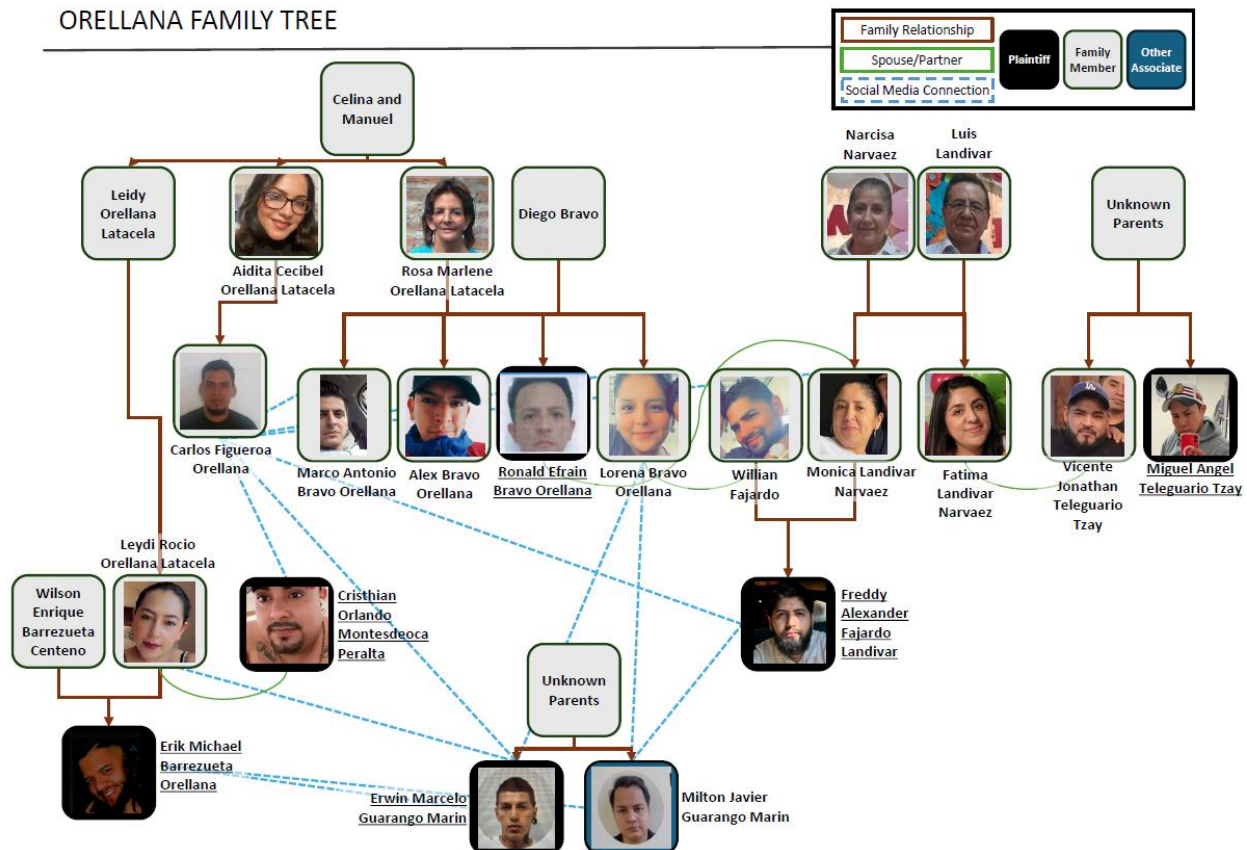 ORELLANA FAMILY TREE
Family Relationship
Spouse/Partner
Social Media Connection
Plaintiff
Family
Member
Other
Associate
Celina and
Manuel
Narcisa
Narvaez
Luis
Landivar
Leidy
Orellana
Latacela
Diego Bravo
Unknown
Parents
Aidita Cecibel
Orellana Latacela
Rosa Marlene
Orellana Latacela
Carlos Figueroa
Orellana
Marco Antonio
Bravo Orellana
Alex Bravo
Orellana
Ronald Efrain
Bravo Orellana
Lorena Bravo
Orellana
Willian
Fajardo
Monica Landivar
Narvaez
Fatima
Landivar
Narvaez
Vicente
Jonathan
Teleguario
Tzay
Miguel Angel
Teleguario Tzay
Leydi Rocio
Orellana Latacela
Wilson
Enrique
Barrezueta
Centeno
Cristhian
Orlando
Montesdeoca
Peralta
Freddy
Alexander
Fajardo
Landivar
Unknown
Parents
Erik Michael
Barrezueta
Orellana
Erwin Marcelo
Guarango Marin
Milton Javier
Guarango Marin